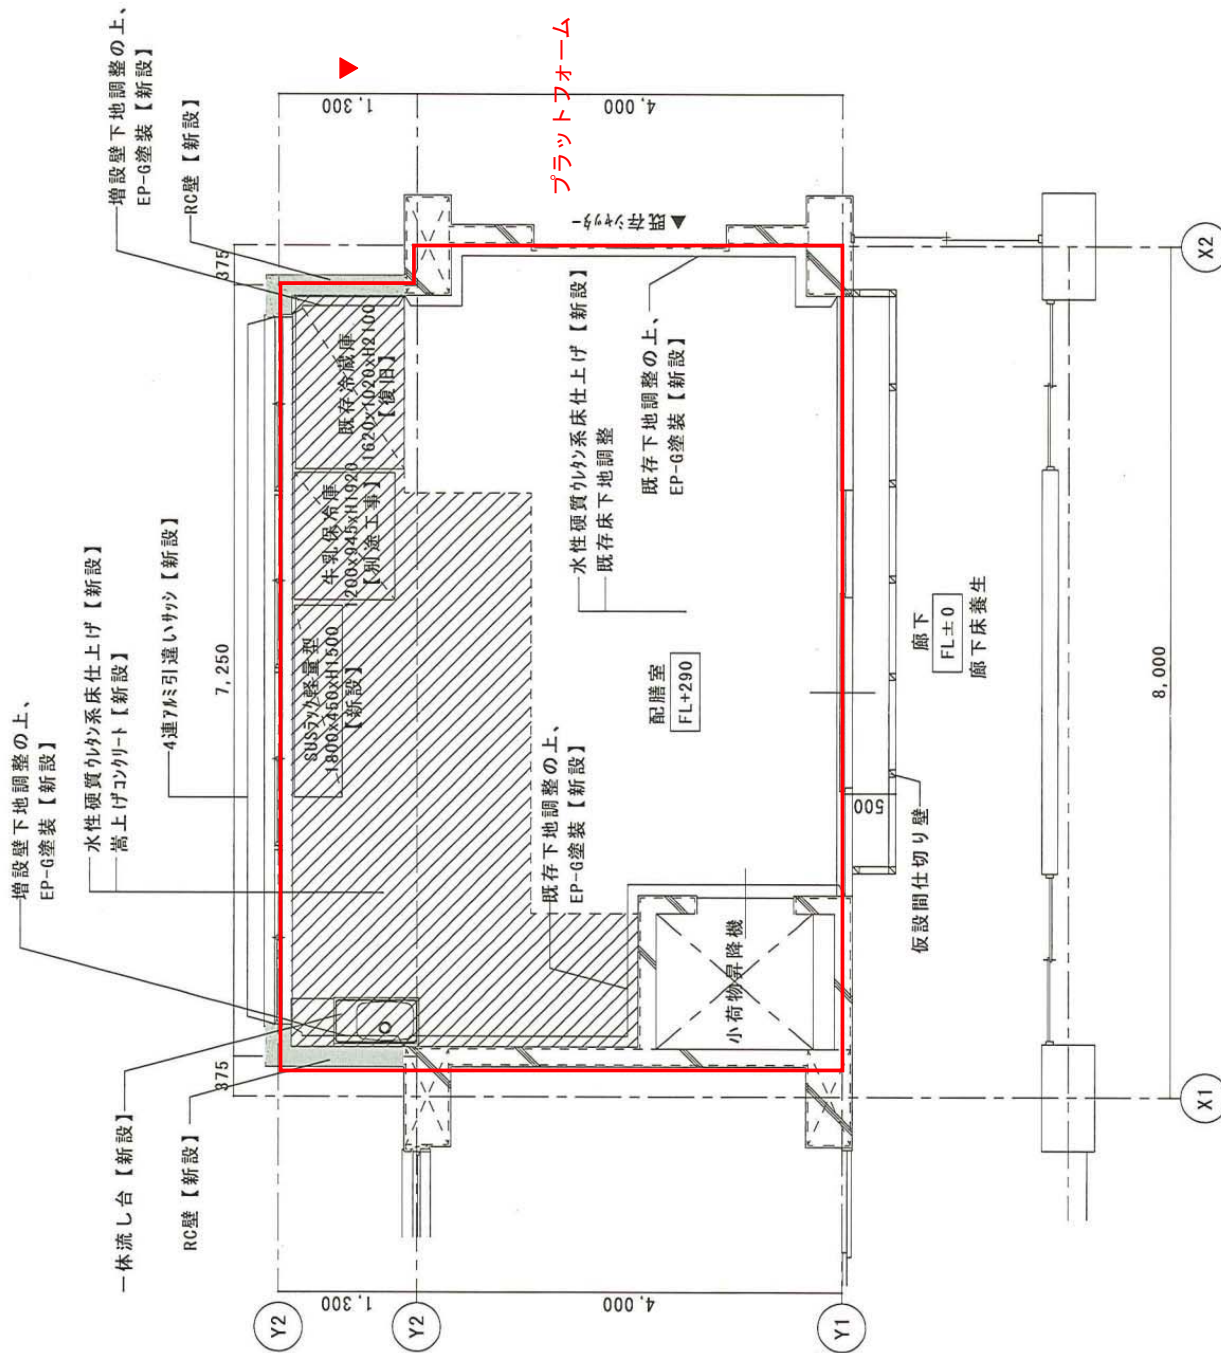 増設壁下地調整の上、
EP-G塗装【新設】
水性硬質ｳﾚﾀﾝ系床仕上げ【新設】
嵩上げコンクリート【新設】
4連ｱﾙﾐ引違いｻｯｼ【新設】
増設壁下地調整の上、
EP-G塗装【新設】
RC壁【新設】
一体流し台【新設】
RC壁【新設】
375
7,250
375
1,300
4,000
プラットフォーム
▲既存ｼｬｯﾀｰ
SUSﾗｯｸ軽量型
1800x450xH1500
【新設】
牛乳保冷庫
1200x945xH1920
【別途工事】
既存冷蔵庫
1620x1020xH2100
【復旧】
既存下地調整の上、
EP-G塗装【新設】
水性硬質ｳﾚﾀﾝ系床仕上げ【新設】
既存床下地調整
既存下地調整の上、
EP-G塗装【新設】
配膳室
FL+290
小荷物昇降機
500
仮設間仕切り壁
廊下
FL±0
廊下床養生
8,000
1,300
4,000
Y2
Y2
Y1
X1
X2